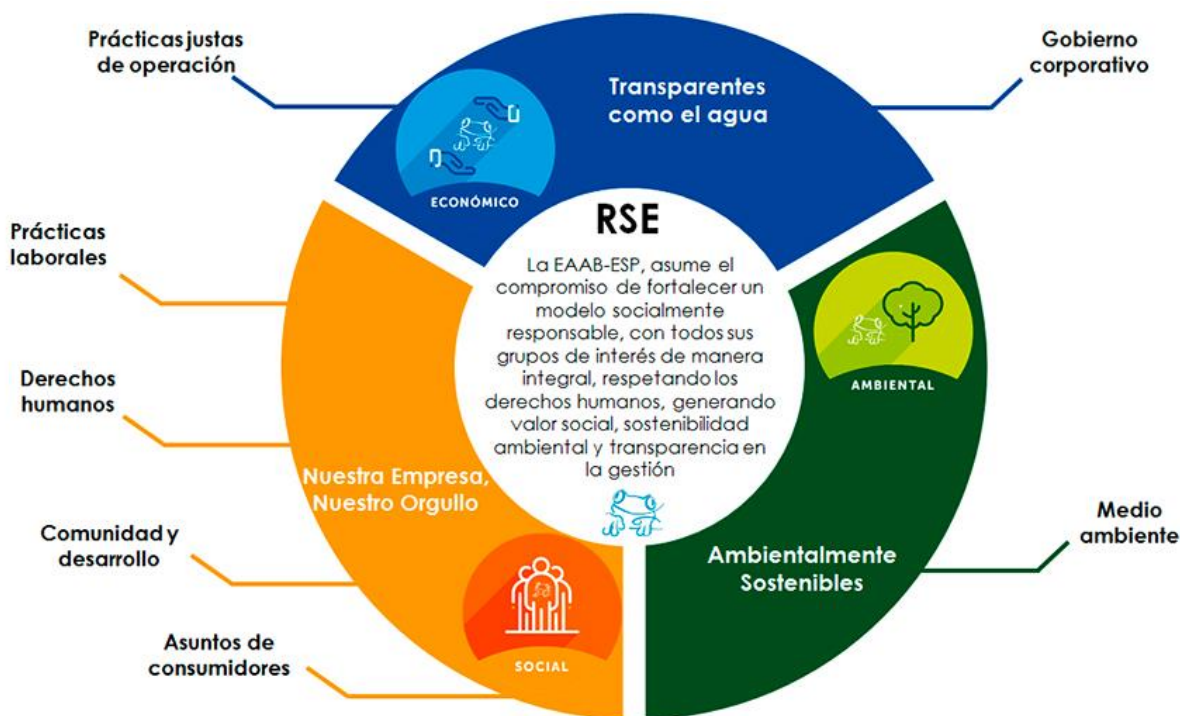 Prácticas justas
de operación
Transparentes
como el agua
Gobierno
corporativo
ECONÓMICO
RSE
La EAAB-ESP, asume el
compromiso de fortalecer un
modelo socialmente
responsable, con todos sus
grupos de interés de manera
integral, respetando los
derechos humanos, generando
valor social, sostenibilidad
ambiental y transparencia en
la gestión
Prácticas
laborales
Derechos
humanos
Nuestra Empresa,
Nuestro Orgullo
Comunidad y
desarrollo
Asuntos de
consumidores
SOCIAL
AMBIENTAL
Ambientalmente
Sostenibles
Medio
ambiente